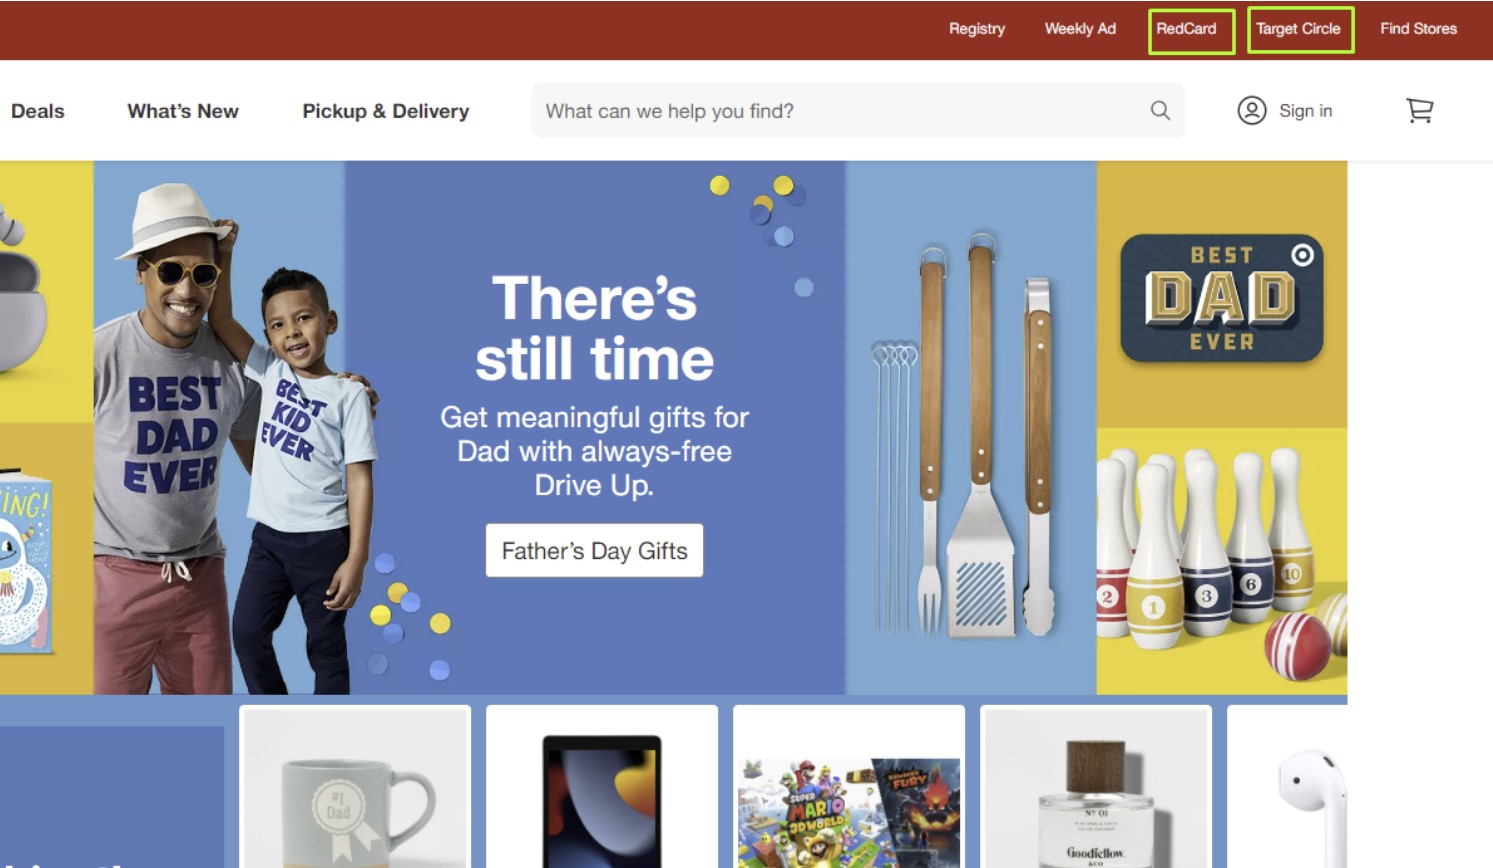 Registry Weekly Ad RedCard Target Circle Find Stores
Deals What's New Pickup & Delivery What can we help you find? Sign in
There's
still time
Get meaningful gifts for
Dad with always-free
Drive Up.
Father's Day Gifts
BEST
DAD
EVER
BEST
KID
EVER
BEST
DAD
EVER
ING!
2 1 3 6 10
#1
Dad
SUPER
MARIO
3D WORLD
BOWSER'S
FURY
Nº 01
Goodfellow
&CO